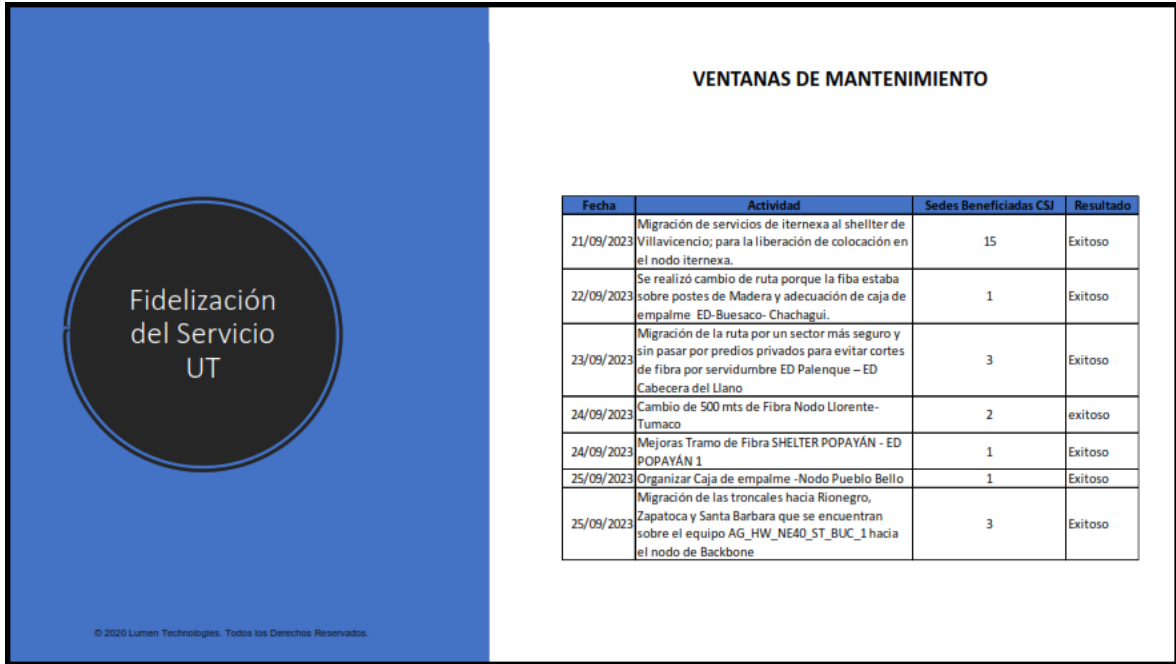 Fidelización
del Servicio
UT
© 2020 Lumen Technologies. Todos los Derechos Reservados.
VENTANAS DE MANTENIMIENTO
Fecha Actividad Sedes Beneficiadas CSJ Resultado
Migración de servicios de iternexa al shellter de
21/09/2023 Villavicencio; para la liberación de colocación en 15 Exitoso
el nodo iternexa.
Se realizó cambio de ruta porque la fiba estaba
22/09/2023 sobre postes de Madera y adecuación de caja de 1 Exitoso
empalme ED-Buesaco- Chachagui.
Migración de la ruta por un sector más seguro y
sin pasar por predios privados para evitar cortes
23/09/2023 de fibra por servidumbre ED Palenque – ED 3 Exitoso
Cabecera del Llano
Cambio de 500 mts de Fibra Nodo Llorente-
24/09/2023 Tumaco 2 exitoso
Mejoras Tramo de Fibra SHELTER POPAYÁN - ED
24/09/2023 POPAYÁN 1 1 Exitoso
25/09/2023 Organizar Caja de empalme -Nodo Pueblo Bello 1 Exitoso
Migración de las troncales hacia Rionegro,
25/09/2023 Zapatoca y Santa Barbara que se encuentran 3 Exitoso
sobre el equipo AG_HW_NE40_ST_BUC_1 hacia
el nodo de Backbone